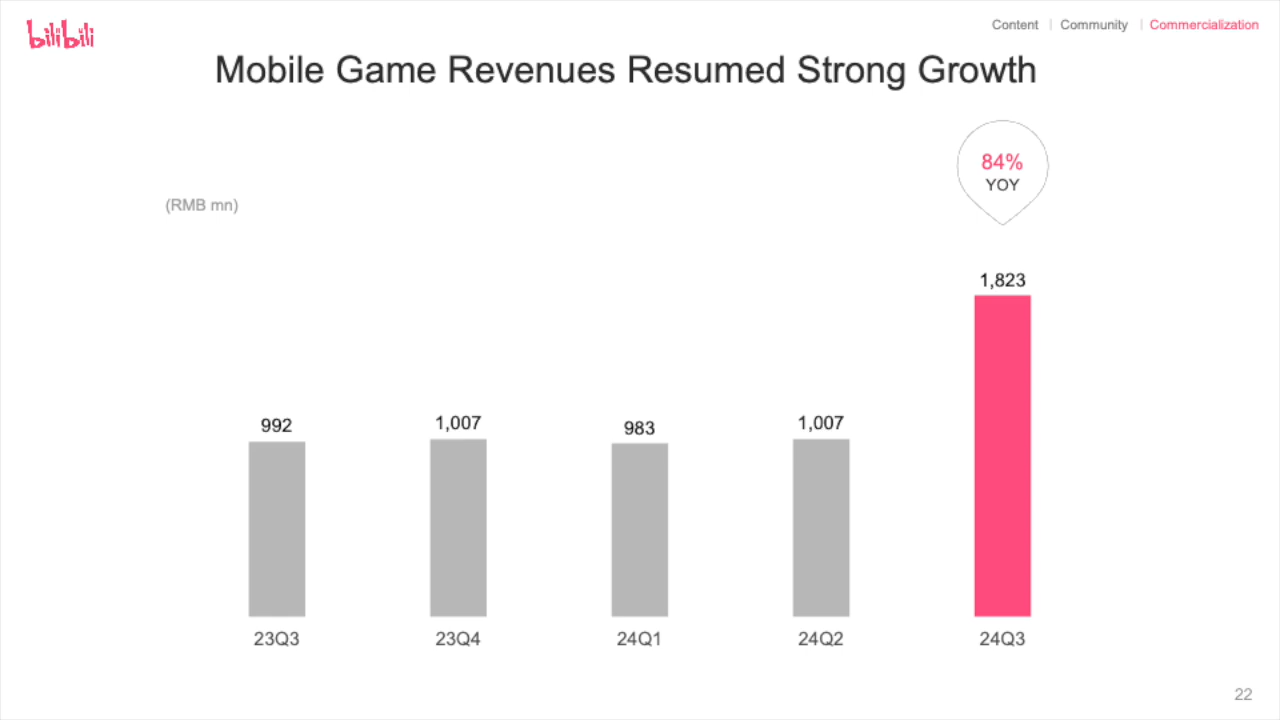 bilibili
Content | Community | Commercialization
Mobile Game Revenues Resumed Strong Growth
84%
YOY
(RMB mn)
1,823
992
1,007
983
1,007
23Q3
23Q4
24Q1
24Q2
24Q3
22